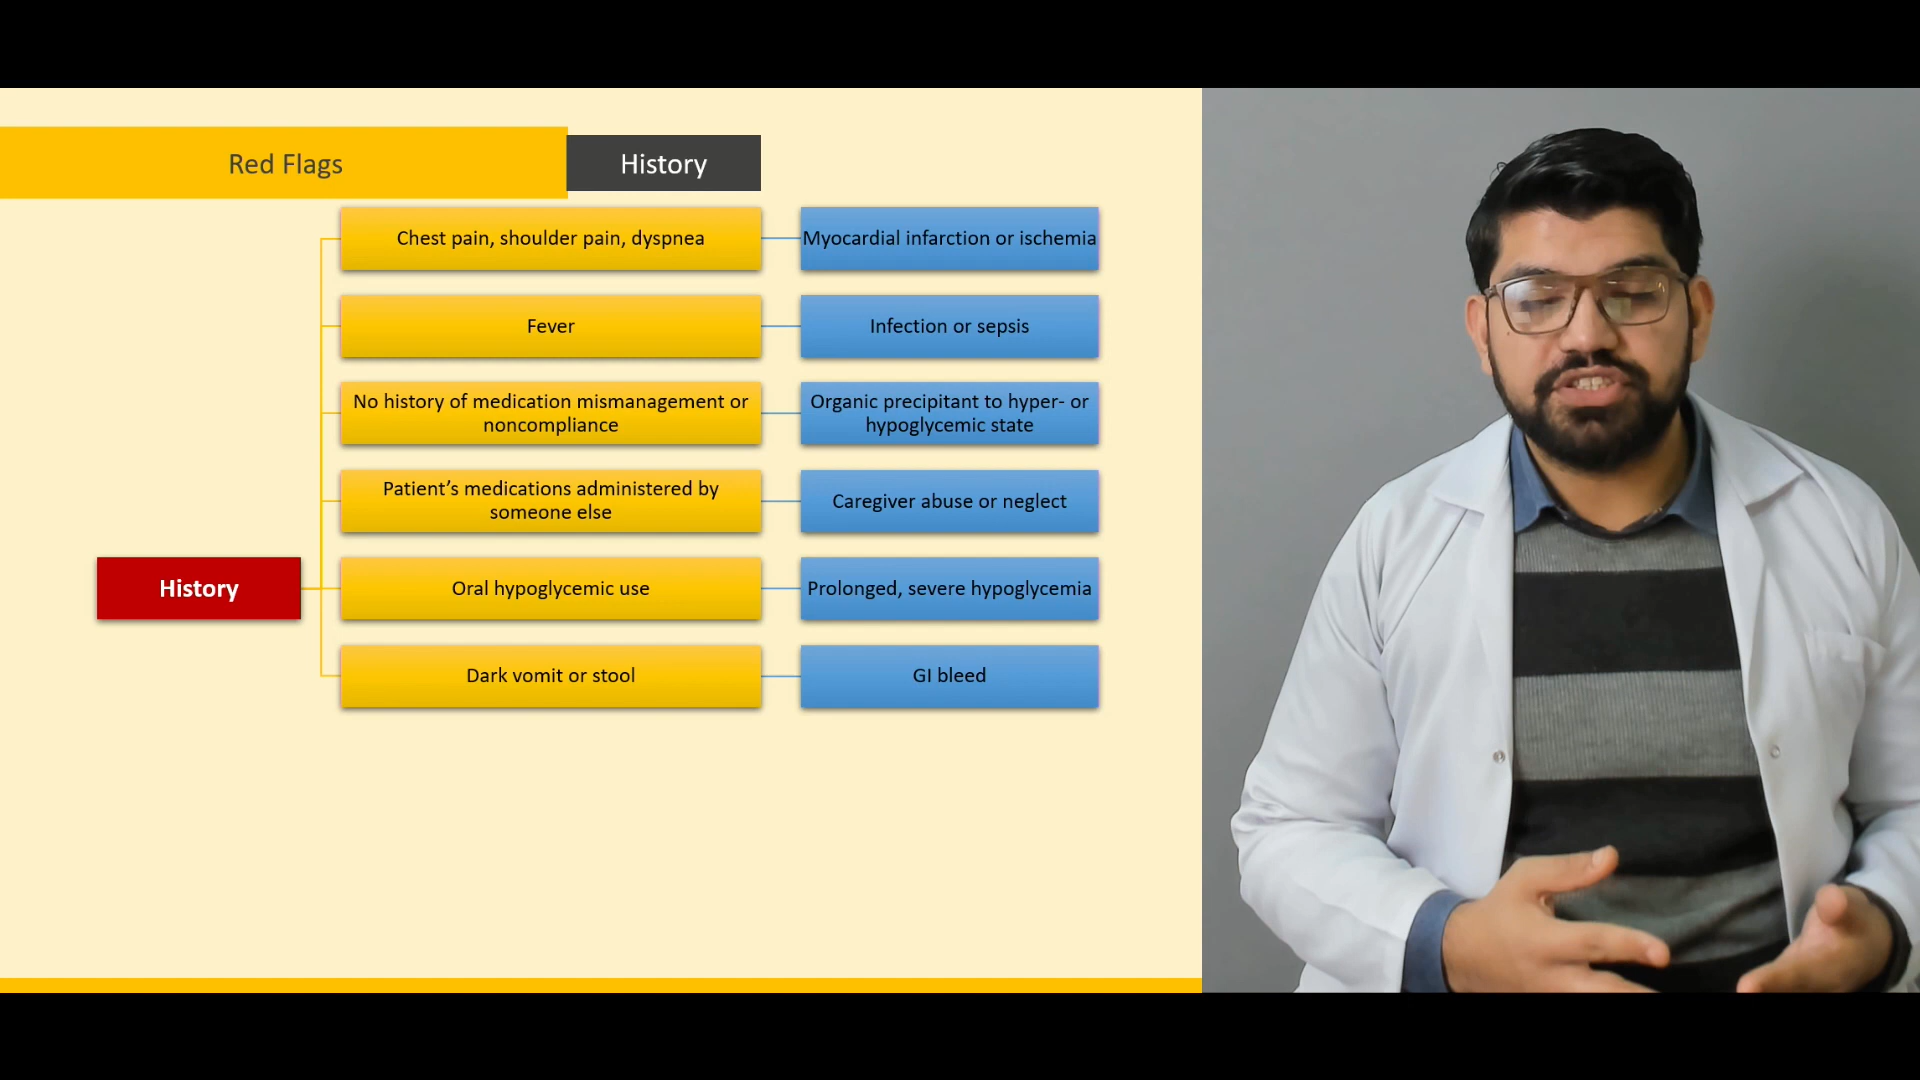 Red Flags
History
Chest pain, shoulder pain, dyspnea
Myocardial infarction or ischemia
Fever
Infection or sepsis
No history of medication mismanagement or
noncompliance
Organic precipitant to hyper- or
hypoglycemic state
Patient’s medications administered by
someone else
Caregiver abuse or neglect
History
Oral hypoglycemic use
Prolonged, severe hypoglycemia
Dark vomit or stool
GI bleed